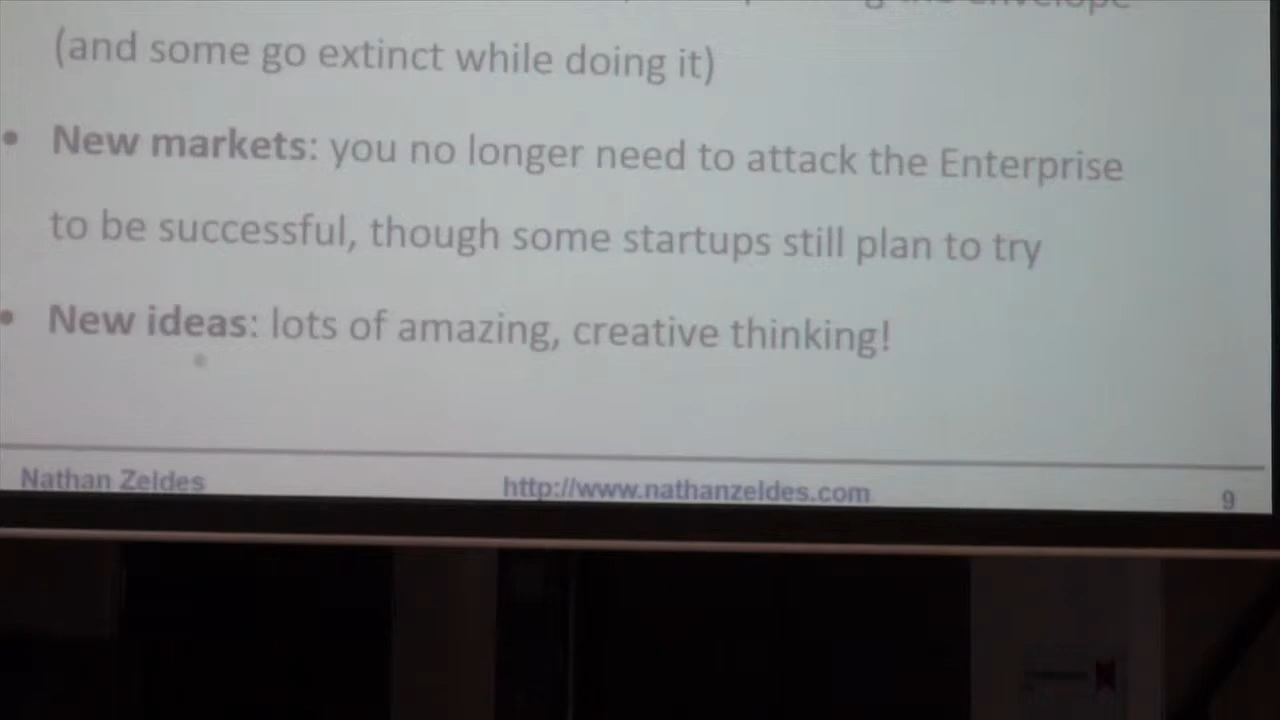 envelope
(and some go extinct while doing it)
• New markets: you no longer need to attack the Enterprise
to be successful, though some startups still plan to try
• New ideas: lots of amazing, creative thinking!
Nathan Zeldes http://www.nathanzeldes.com 9